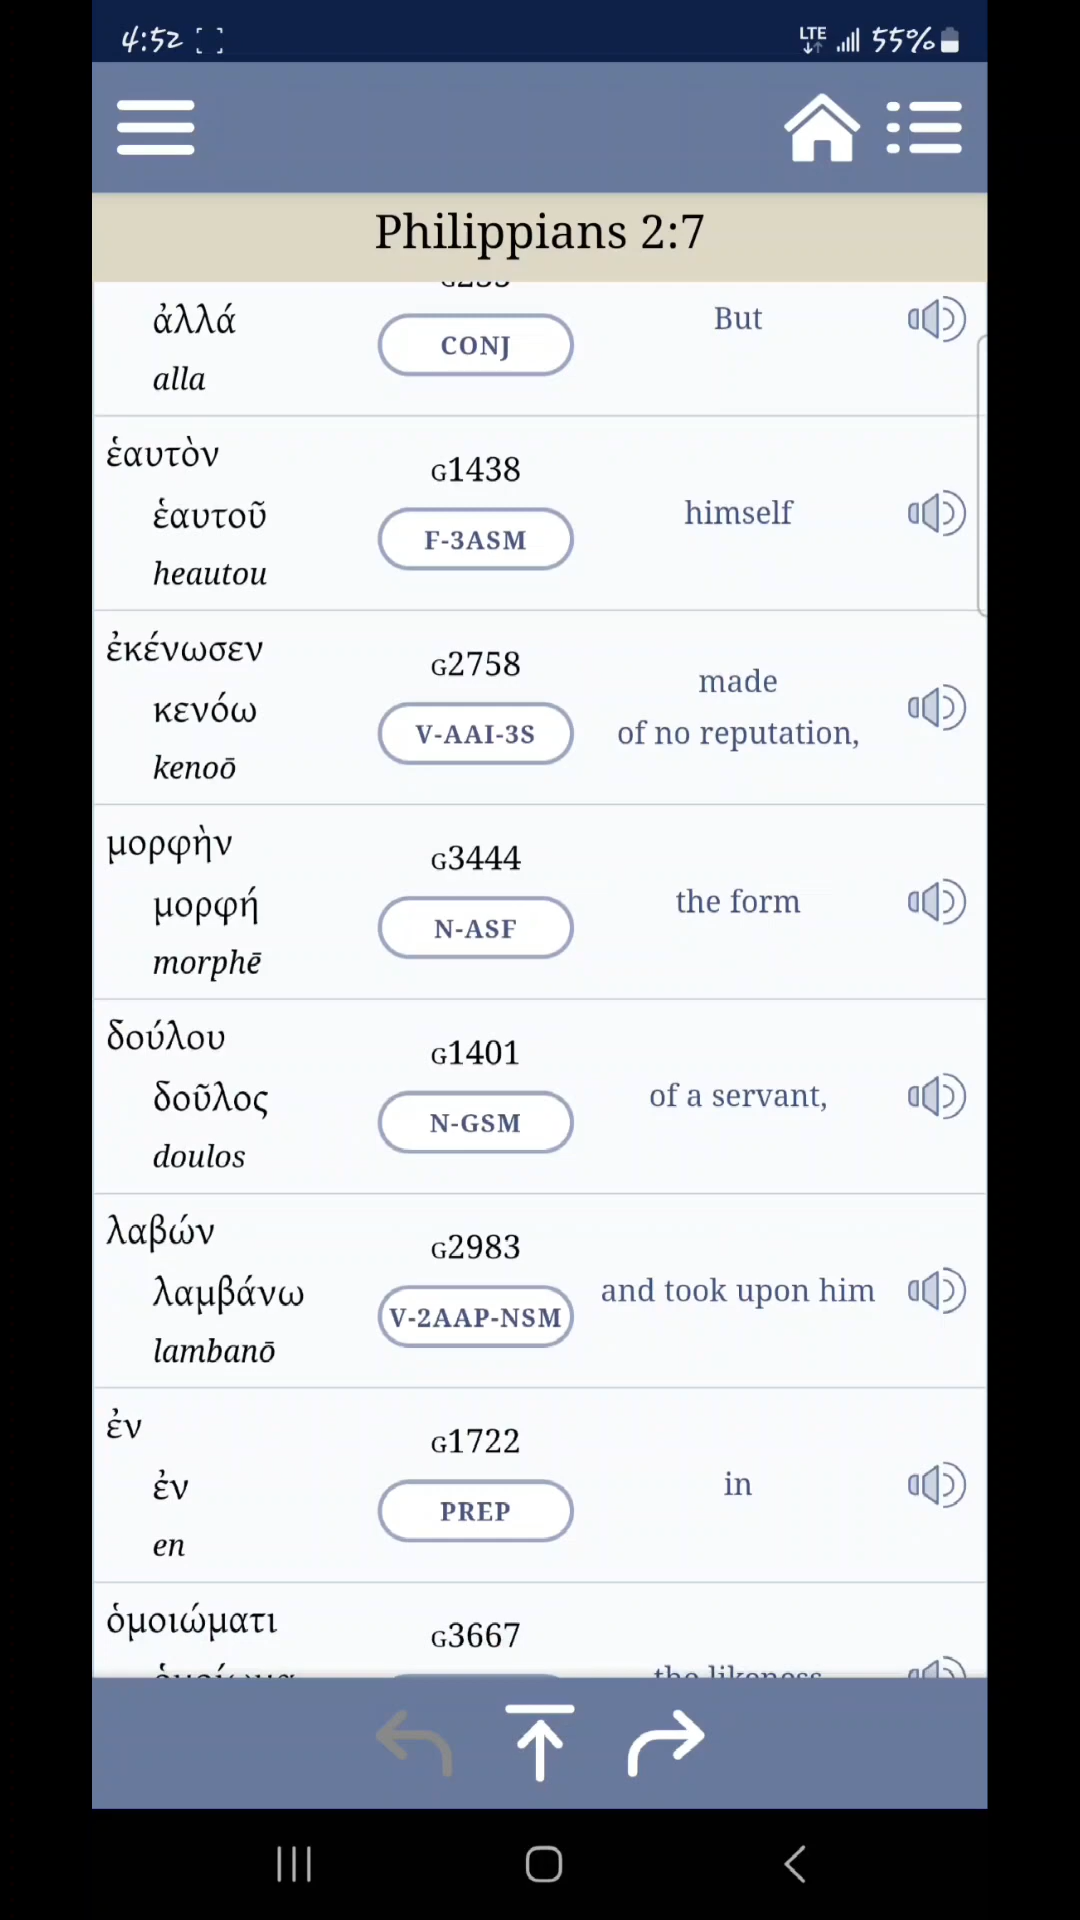 4:52 LTE 55%
Philippians 2:7
ἀλλά
CONJ
But
alla
ἑαυτὸν
G1438
ἑαυτοῦ
F-3ASM
himself
heautou
ἐκένωσεν
G2758
made
of no reputation,
κενόω
V-AAI-3S
kenoō
μορφὴν
G3444
μορφή
N-ASF
the form
morphē
δούλου
G1401
δοῦλος
N-GSM
of a servant,
doulos
λαβών
G2983
λαμβάνω
V-2AAP-NSM
and took upon him
lambanō
ἐν
G1722
ἐν
PREP
in
en
ὁμοιώματι
G3667
the likeness